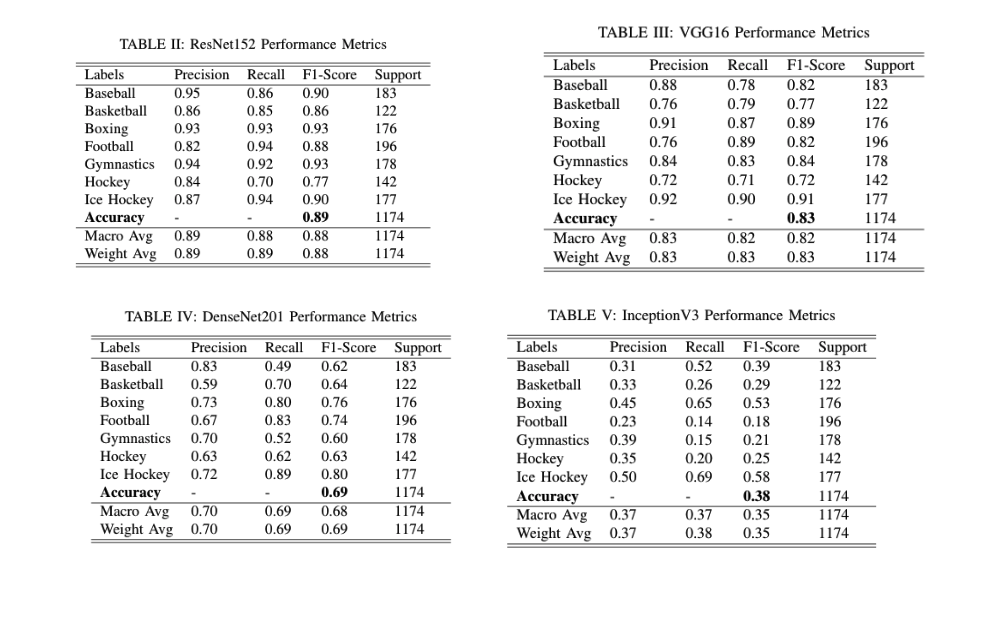 TABLE II: ResNet152 Performance Metrics
Labels Precision Recall F1-Score Support
Baseball 0.95 0.86 0.90 183
Basketball 0.86 0.85 0.86 122
Boxing 0.93 0.93 0.93 176
Football 0.82 0.94 0.88 196
Gymnastics 0.94 0.92 0.93 178
Hockey 0.84 0.70 0.77 142
Ice Hockey 0.87 0.94 0.90 177
Accuracy - - 0.89 1174
Macro Avg 0.89 0.88 0.88 1174
Weight Avg 0.89 0.89 0.88 1174
TABLE III: VGG16 Performance Metrics
Labels Precision Recall F1-Score Support
Baseball 0.88 0.78 0.82 183
Basketball 0.76 0.79 0.77 122
Boxing 0.91 0.87 0.89 176
Football 0.76 0.89 0.82 196
Gymnastics 0.84 0.83 0.84 178
Hockey 0.72 0.71 0.72 142
Ice Hockey 0.92 0.90 0.91 177
Accuracy - - 0.83 1174
Macro Avg 0.83 0.82 0.82 1174
Weight Avg 0.83 0.83 0.83 1174
TABLE IV: DenseNet201 Performance Metrics
Labels Precision Recall F1-Score Support
Baseball 0.83 0.49 0.62 183
Basketball 0.59 0.70 0.64 122
Boxing 0.73 0.80 0.76 176
Football 0.67 0.83 0.74 196
Gymnastics 0.70 0.52 0.60 178
Hockey 0.63 0.62 0.63 142
Ice Hockey 0.72 0.89 0.80 177
Accuracy - - 0.69 1174
Macro Avg 0.70 0.69 0.68 1174
Weight Avg 0.70 0.69 0.69 1174
TABLE V: InceptionV3 Performance Metrics
Labels Precision Recall F1-Score Support
Baseball 0.31 0.52 0.39 183
Basketball 0.33 0.26 0.29 122
Boxing 0.45 0.65 0.53 176
Football 0.23 0.14 0.18 196
Gymnastics 0.39 0.15 0.21 178
Hockey 0.35 0.20 0.25 142
Ice Hockey 0.50 0.69 0.58 177
Accuracy - - 0.38 1174
Macro Avg 0.37 0.37 0.35 1174
Weight Avg 0.37 0.38 0.35 1174